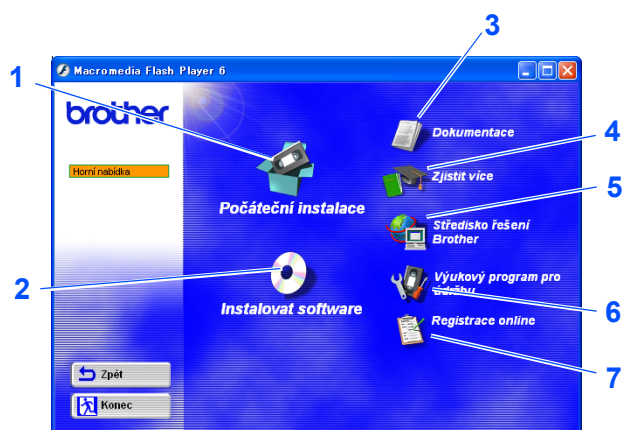 3
1
Macromedia Flash Player 6
brother
Dokumentace
4
Horní nabídka
Zjistit více
5
Počáteční instalace
Středisko řešení
Brother
2
Výukový program pro
údržbu
Instalovat software
6
Registrace online
7
Zpět
Konec